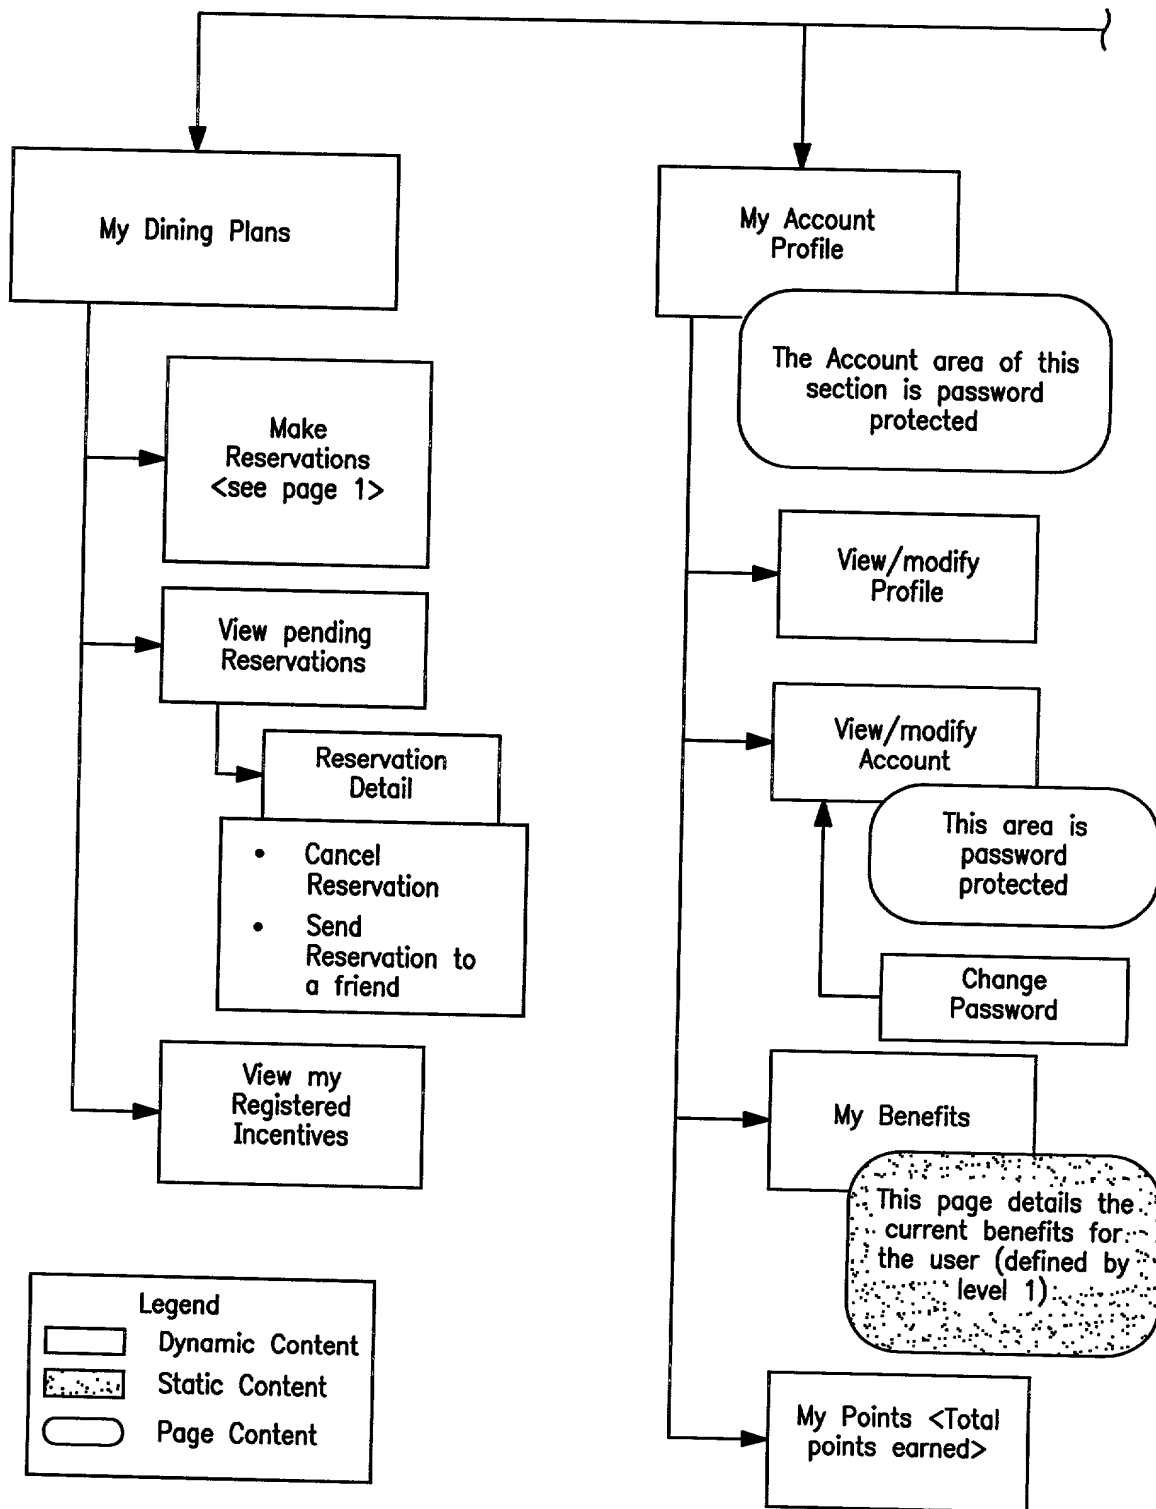 My Dining Plans
Make
Reservations
<see page 1>
View pending
Reservations
Reservation
Detail
• Cancel
Reservation
• Send
Reservation to
a friend
View my
Registered
Incentives
Legend
Dynamic Content
Static Content
Page Content
My Account
Profile
The Account area of this
section is password
protected
View/modify
Profile
View/modify
Account
This area is
password
protected
Change
Password
My Benefits
This page details the
current benefits for
the user (defined by
level 1)
My Points <Total
points earned>